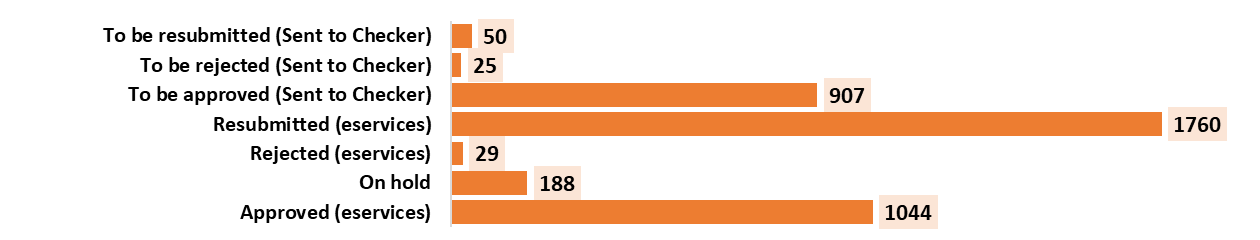 To be resubmitted (Sent to Checker) 50
To be rejected (Sent to Checker) 25
To be approved (Sent to Checker) 907
Resubmitted (eservices) 1760
Rejected (eservices) 29
On hold 188
Approved (eservices) 1044